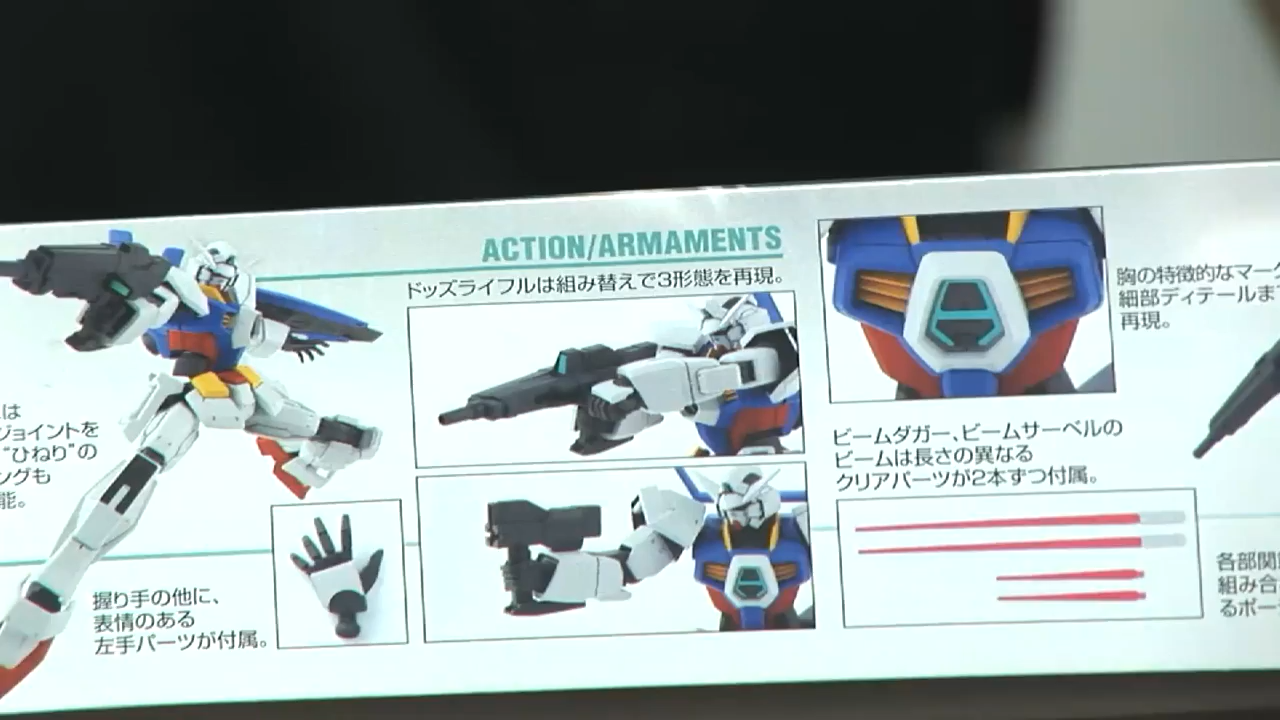 ACTION/ARMAMENTS
ドッズライフルは組み替えで3形態を再現。
は
ジョイントを
"ひねり"の
ングも
能。
握り手の他に、
表情のある
左手パーツが付属。
胸の特徴的なマーク
細部ディテールま
再現。
ビームダガー、ビームサーベルの
ビームは長さの異なる
クリアパーツが2本ずつ付属。
各部関
組み合
るポー